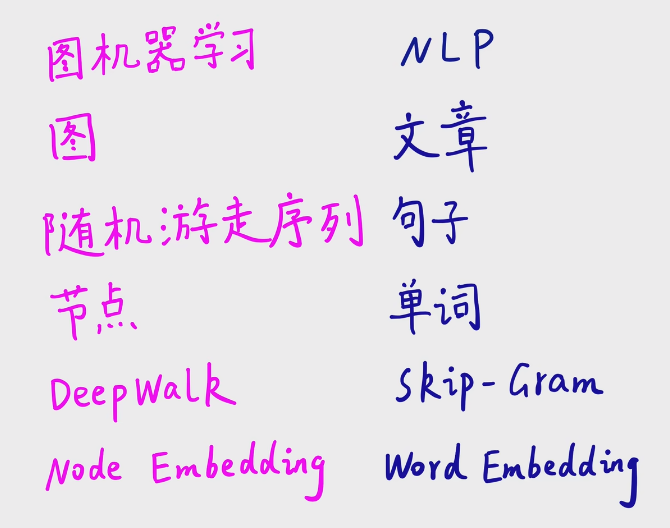 图机器学习 NLP
图 文章
随机游走序列 句子
节点 单词
DeepWalk Skip-Gram
Node Embedding Word Embedding